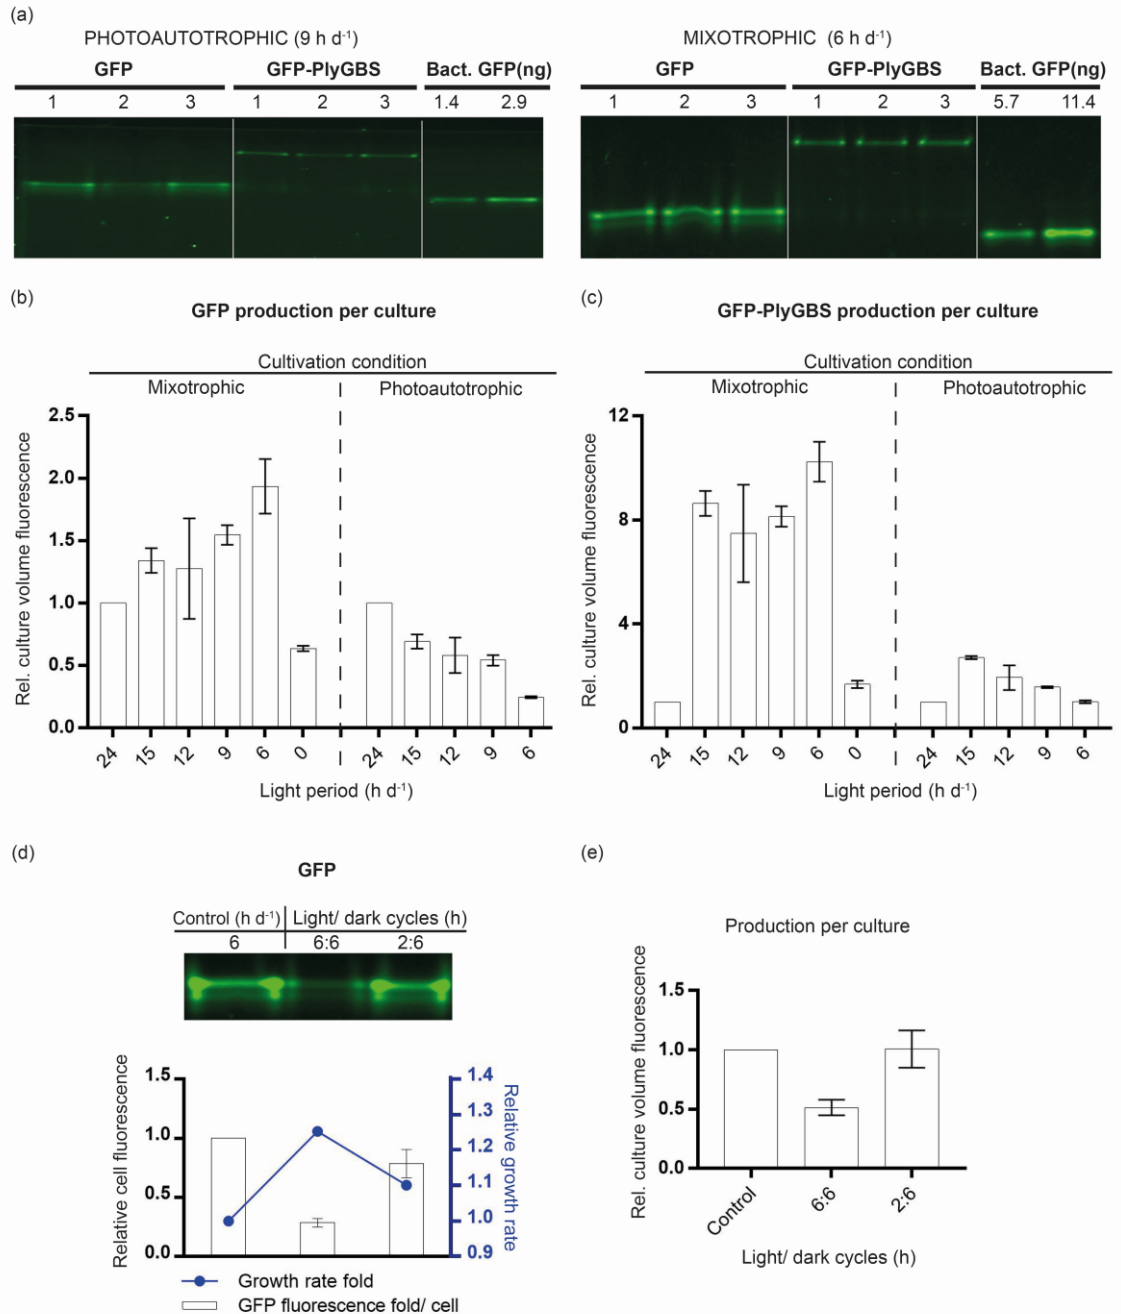 (a)
PHOTOAUTOTROPHIC (9 h d-1)
GFP GFP-PlyGBS Bact. GFP(ng)
1 2 3 1 2 3 1.4 2.9
MIXOTROPHIC (6 h d-1)
GFP GFP-PlyGBS Bact. GFP(ng)
1 2 3 1 2 3 5.7 11.4
(b)
GFP production per culture
Cultivation condition
Mixotrophic Photoautotrophic
Rel. culture volume fluorescence
2.5
2.0
1.5
1.0
0.5
0.0
24 15 12 9 6 0 24 15 12 9 6
Light period (h d-1)
(c)
GFP-PlyGBS production per culture
Cultivation condition
Mixotrophic Photoautotrophic
Rel. culture volume fluorescence
12
8
4
0
24 15 12 9 6 0 24 15 12 9 6
Light period (h d-1)
(d)
GFP
Control (h d-1) Light/ dark cycles (h)
6 6:6 2:6
Relative cell fluorescence
1.5
1.0
0.5
0.0
1.4
1.3
1.2
1.1
1.0
0.9
Relative growth rate
Growth rate fold
GFP fluorescence fold/ cell
(e)
Production per culture
Rel. culture volume fluorescence
1.5
1.0
0.5
0.0
Control 6:6 2:6
Light/ dark cycles (h)